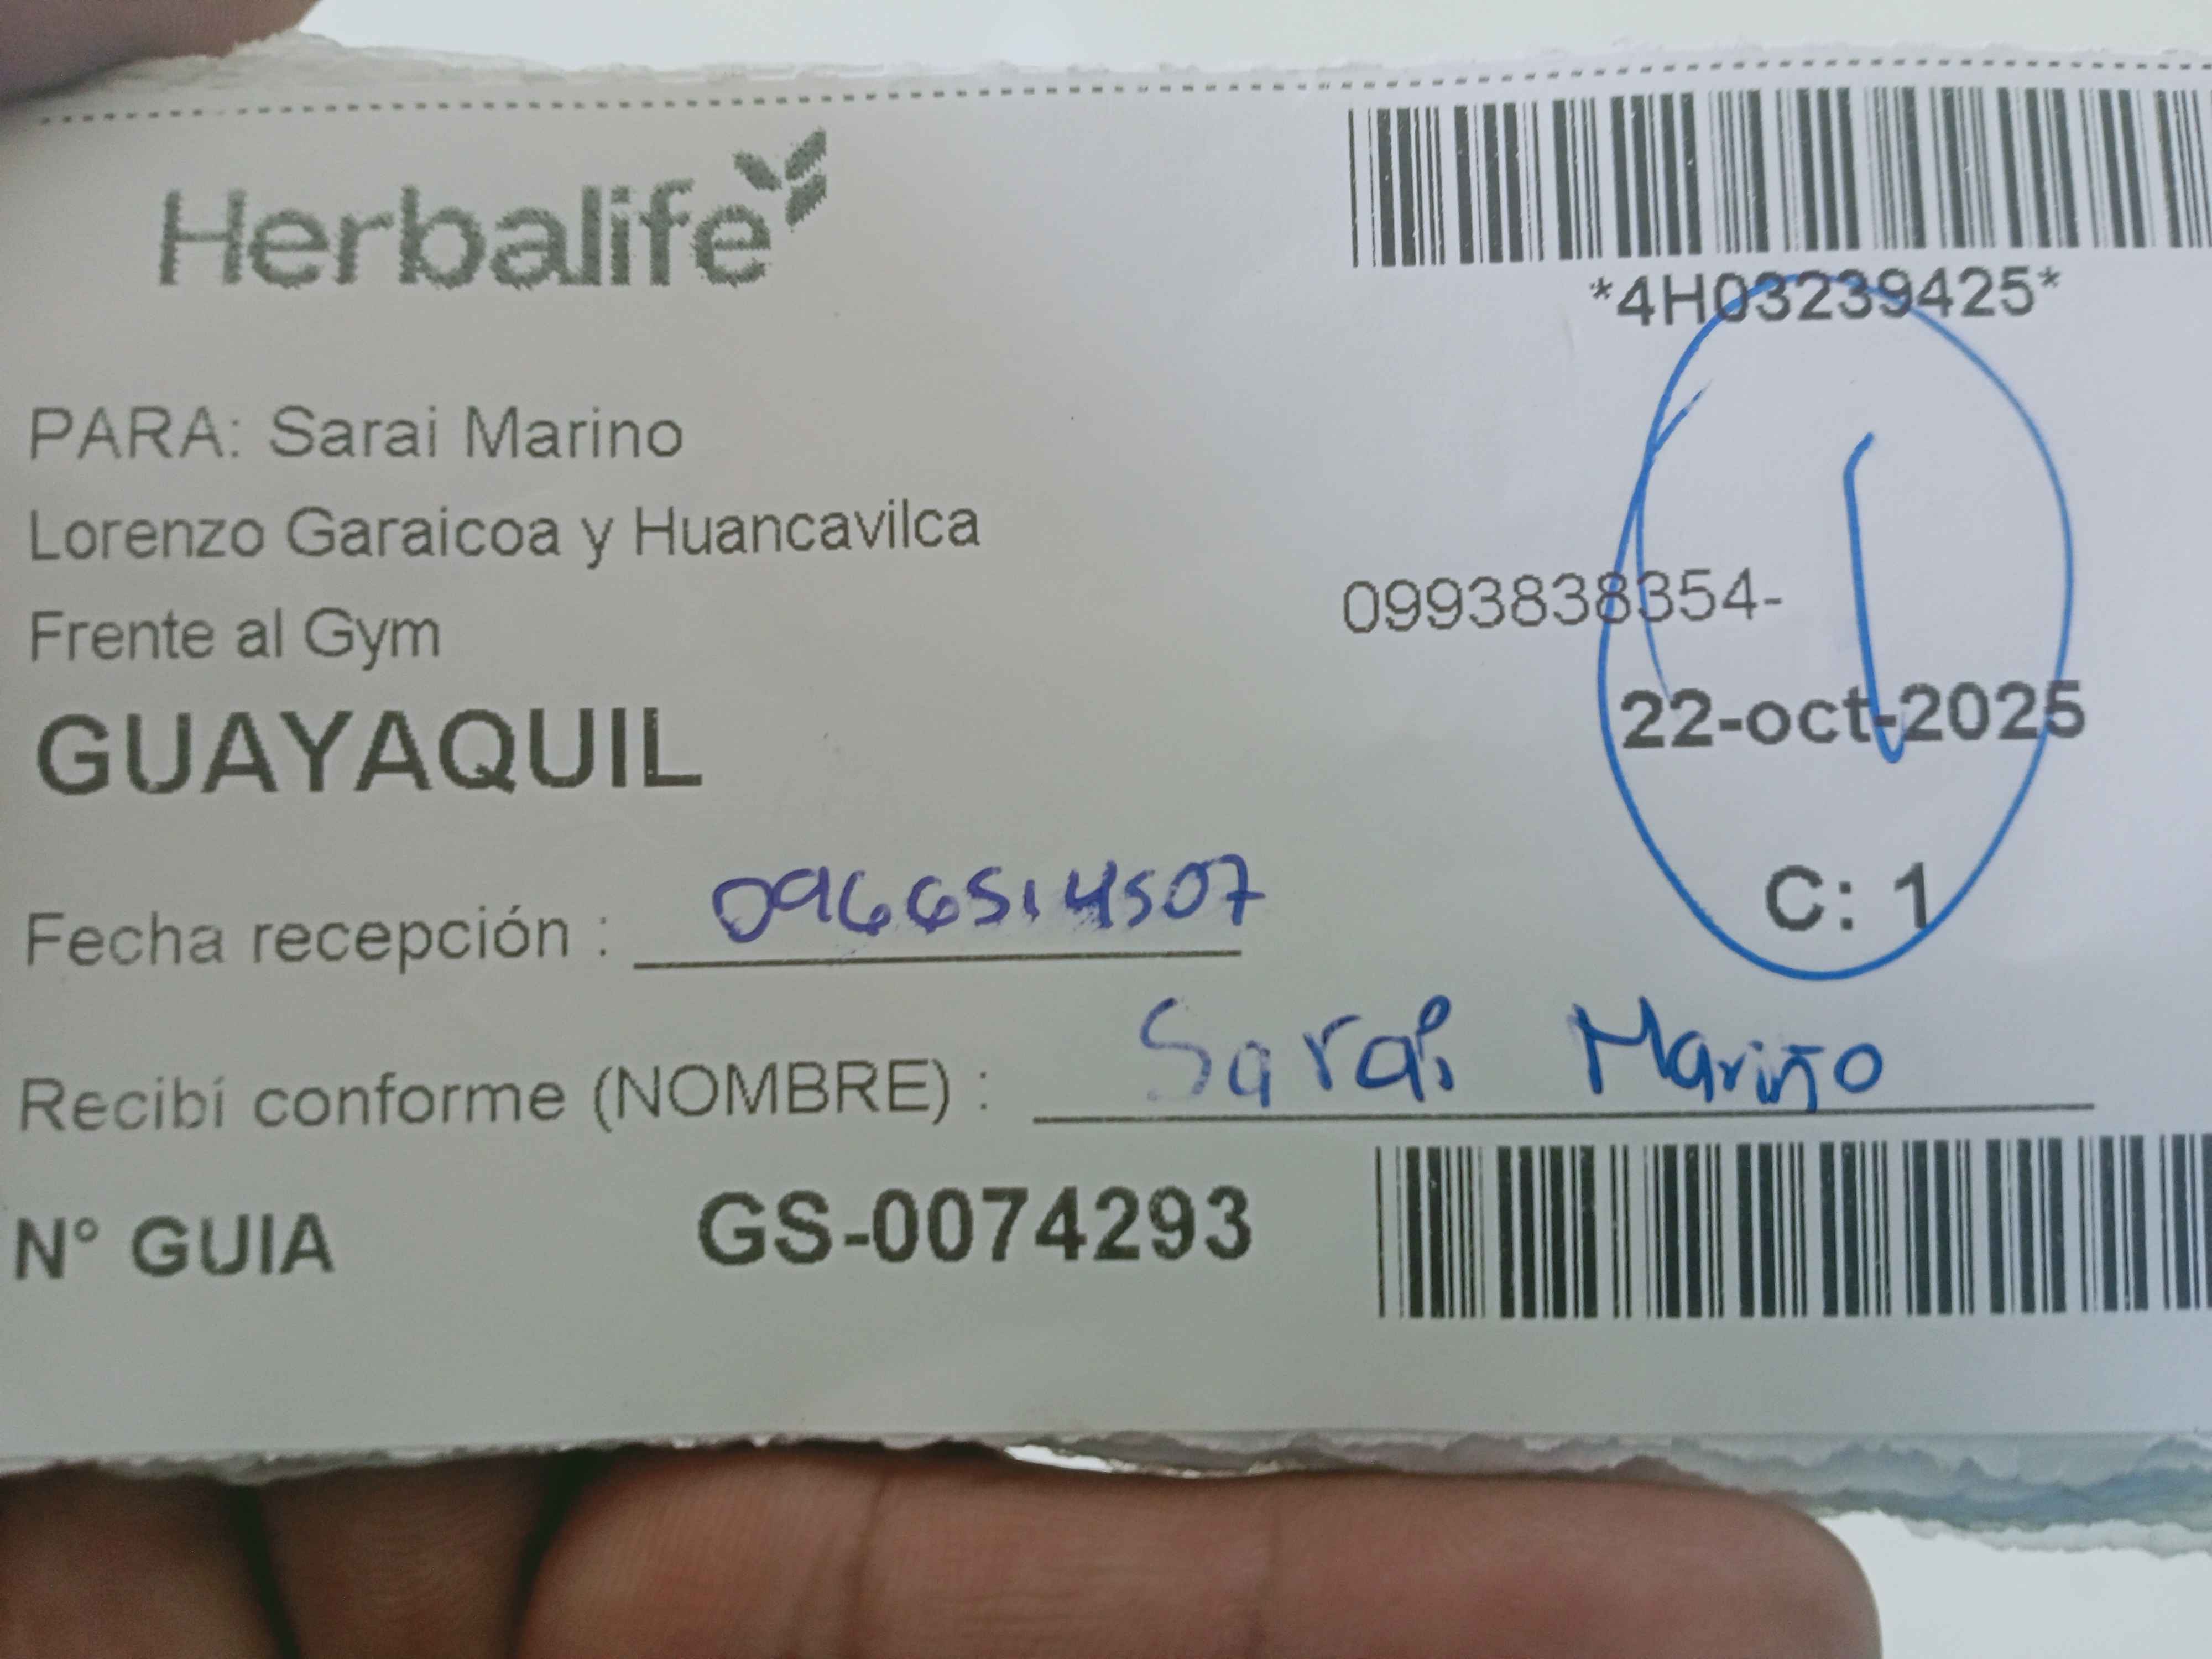 Herbalife
*4H03239425*
PARA: Sarai Marino
Lorenzo Garaicoa y Huancavilca
Frente al Gym
0993838354-
GUAYAQUIL
22-oct-2025
C: 1
Fecha recepción : 0966514507
Recibí conforme (NOMBRE) : Sarai Mariño
N° GUIA GS-0074293